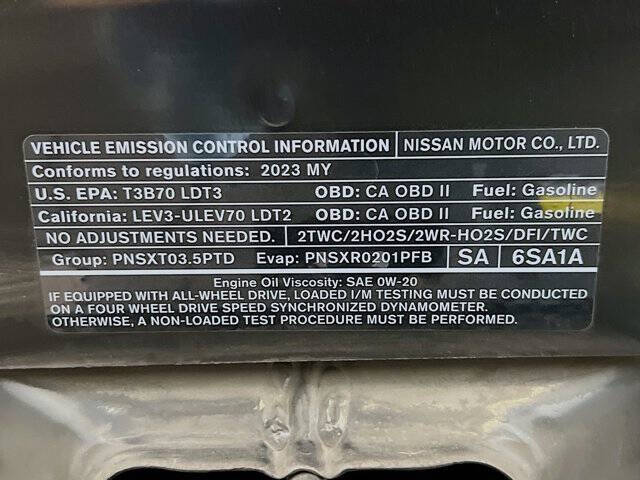 VEHICLE EMISSION CONTROL INFORMATION NISSAN MOTOR CO., LTD.
Conforms to regulations: 2023 MY
U.S. EPA: T3B70 LDT3 OBD: CA OBD II Fuel: Gasoline
California: LEV3-ULEV70 LDT2 OBD: CA OBD II Fuel: Gasoline
NO ADJUSTMENTS NEEDED. 2TWC/2HO2S/2WR-HO2S/DFI/TWC
Group: PNSXT03.5PTD Evap: PNSXR0201PFB SA 6SA1A
Engine Oil Viscosity: SAE 0W-20
IF EQUIPPED WITH ALL-WHEEL DRIVE, LOADED I/M TESTING MUST BE CONDUCTED
ON A FOUR WHEEL DRIVE SPEED SYNCHRONIZED DYNAMOMETER.
OTHERWISE, A NON-LOADED TEST PROCEDURE MUST BE PERFORMED.